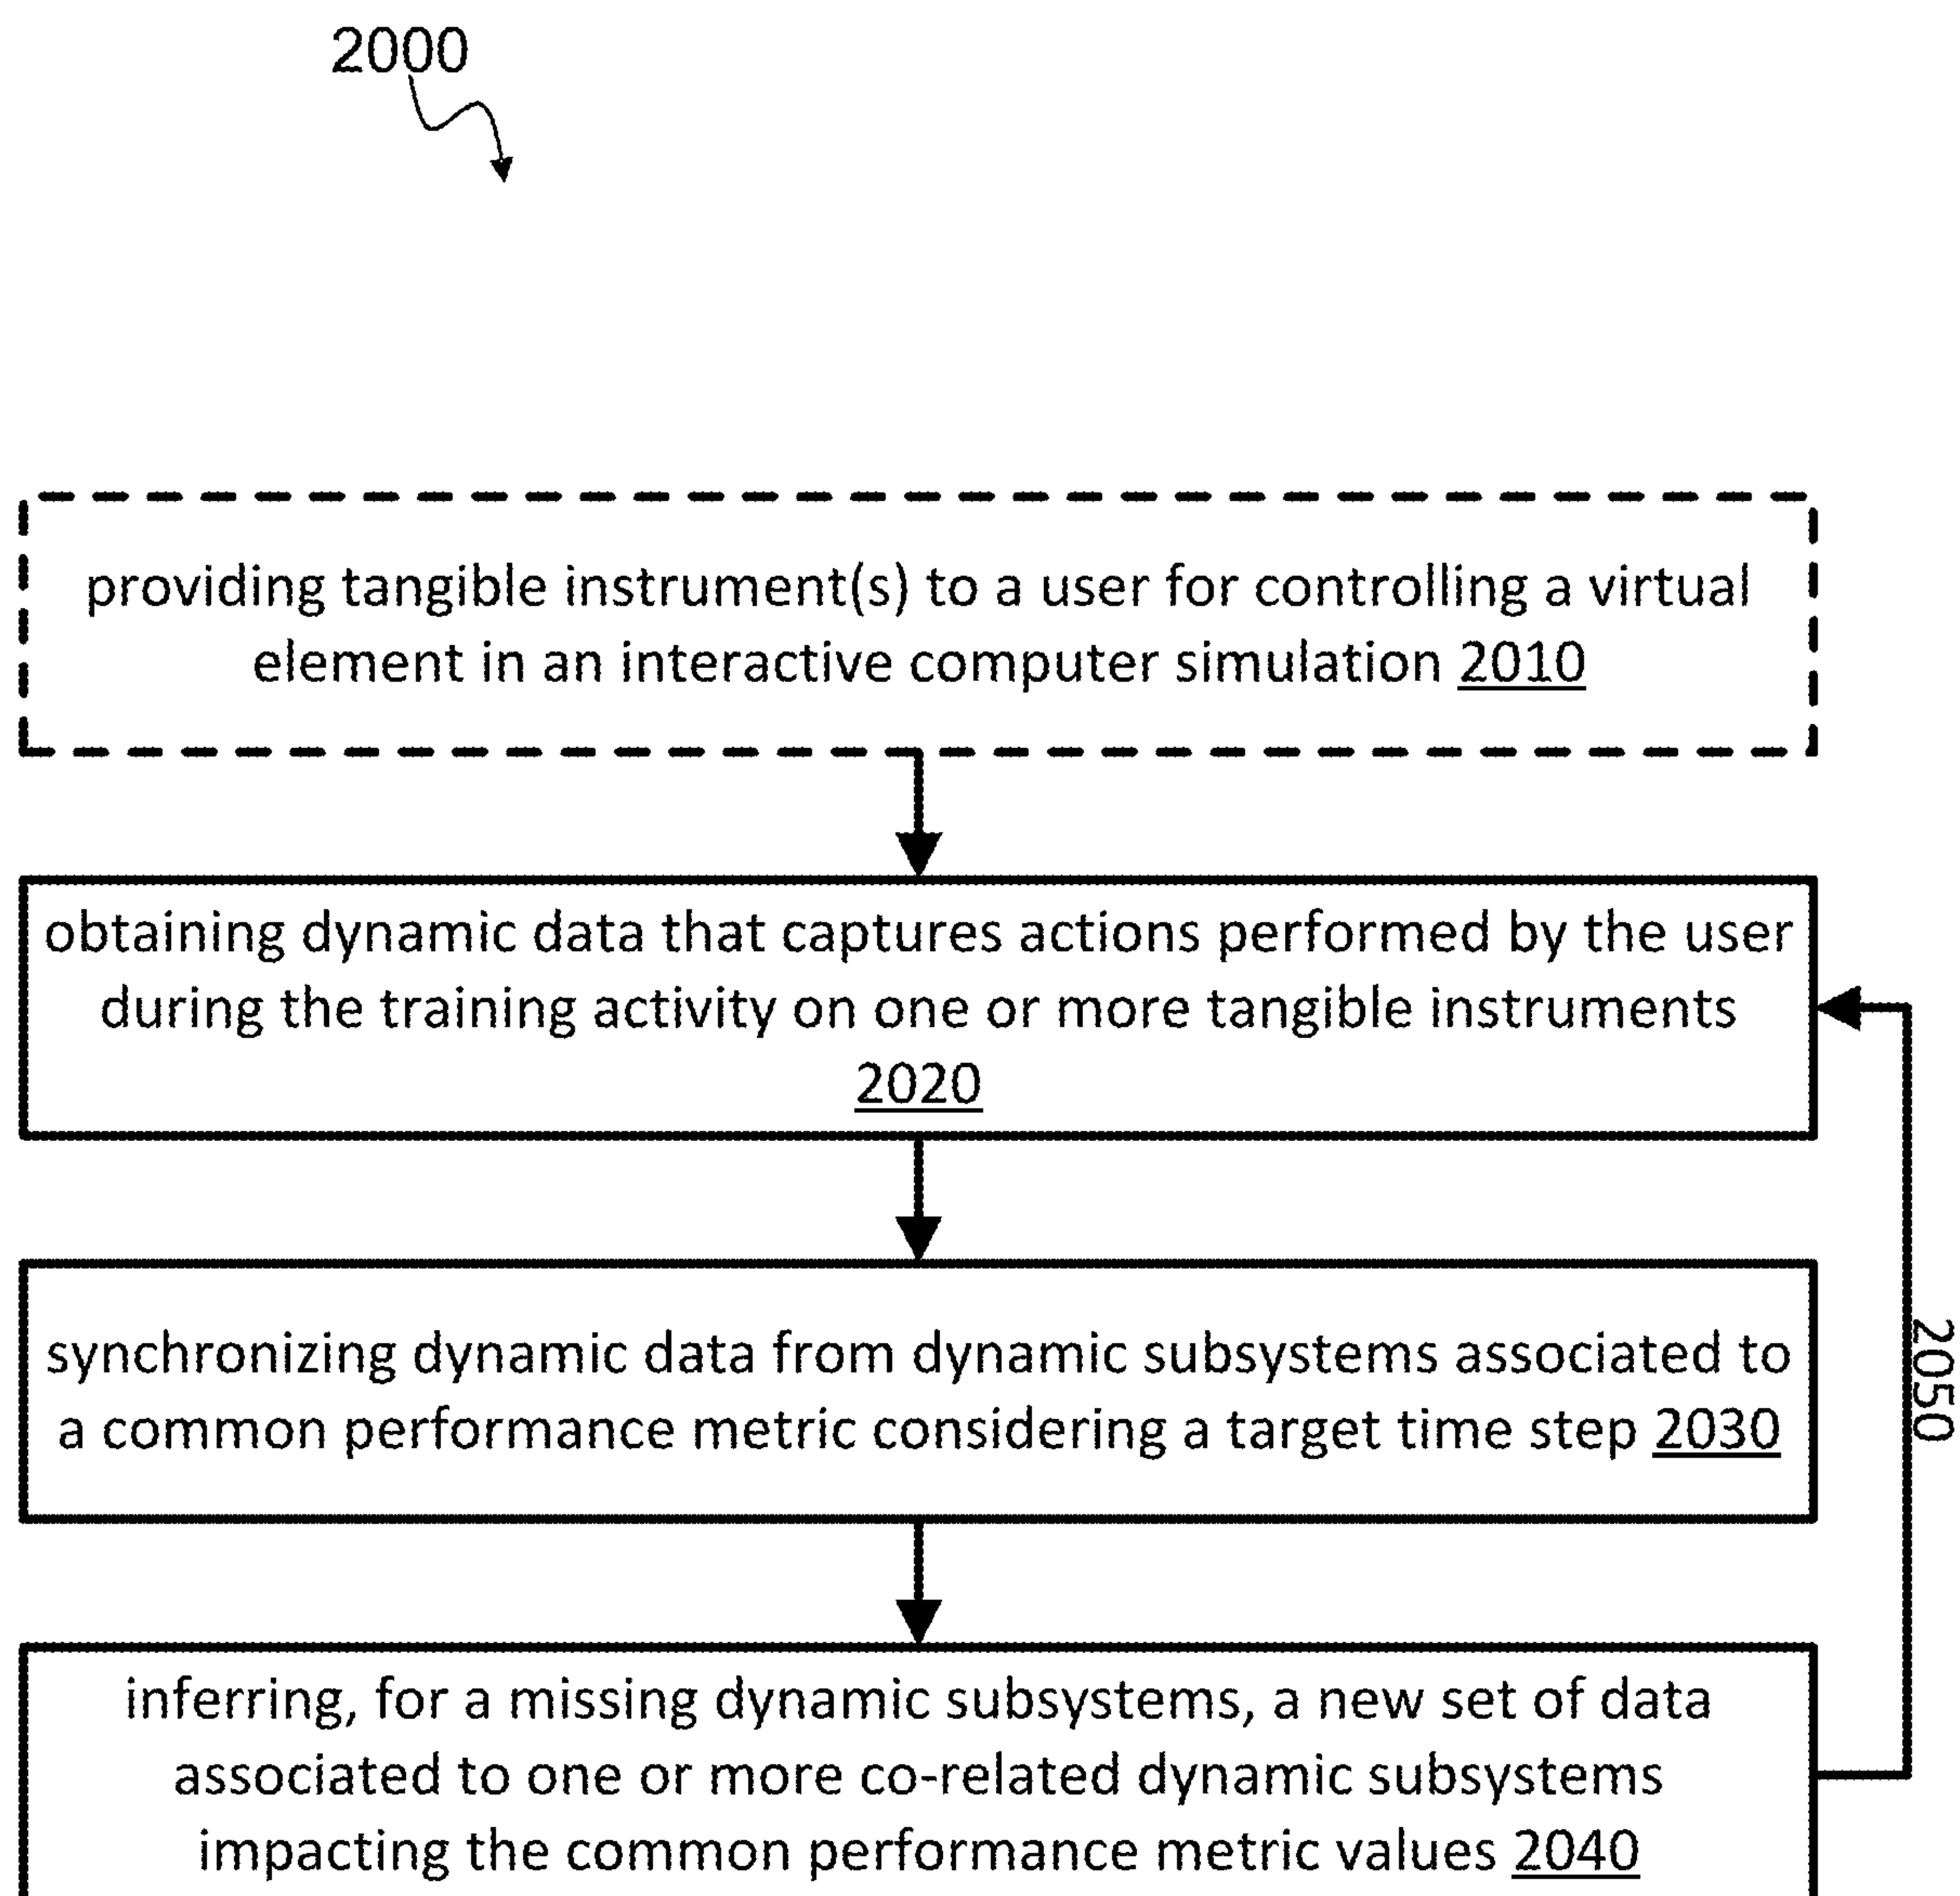 2000
providing tangible instrument(s) to a user for controlling a virtual
element in an interactive computer simulation 2010
obtaining dynamic data that captures actions performed by the user
during the training activity on one or more tangible instruments
2020
synchronizing dynamic data from dynamic subsystems associated to
a common performance metric considering a target time step 2030
2050
inferring, for a missing dynamic subsystems, a new set of data
associated to one or more co-related dynamic subsystems
impacting the common performance metric values 2040